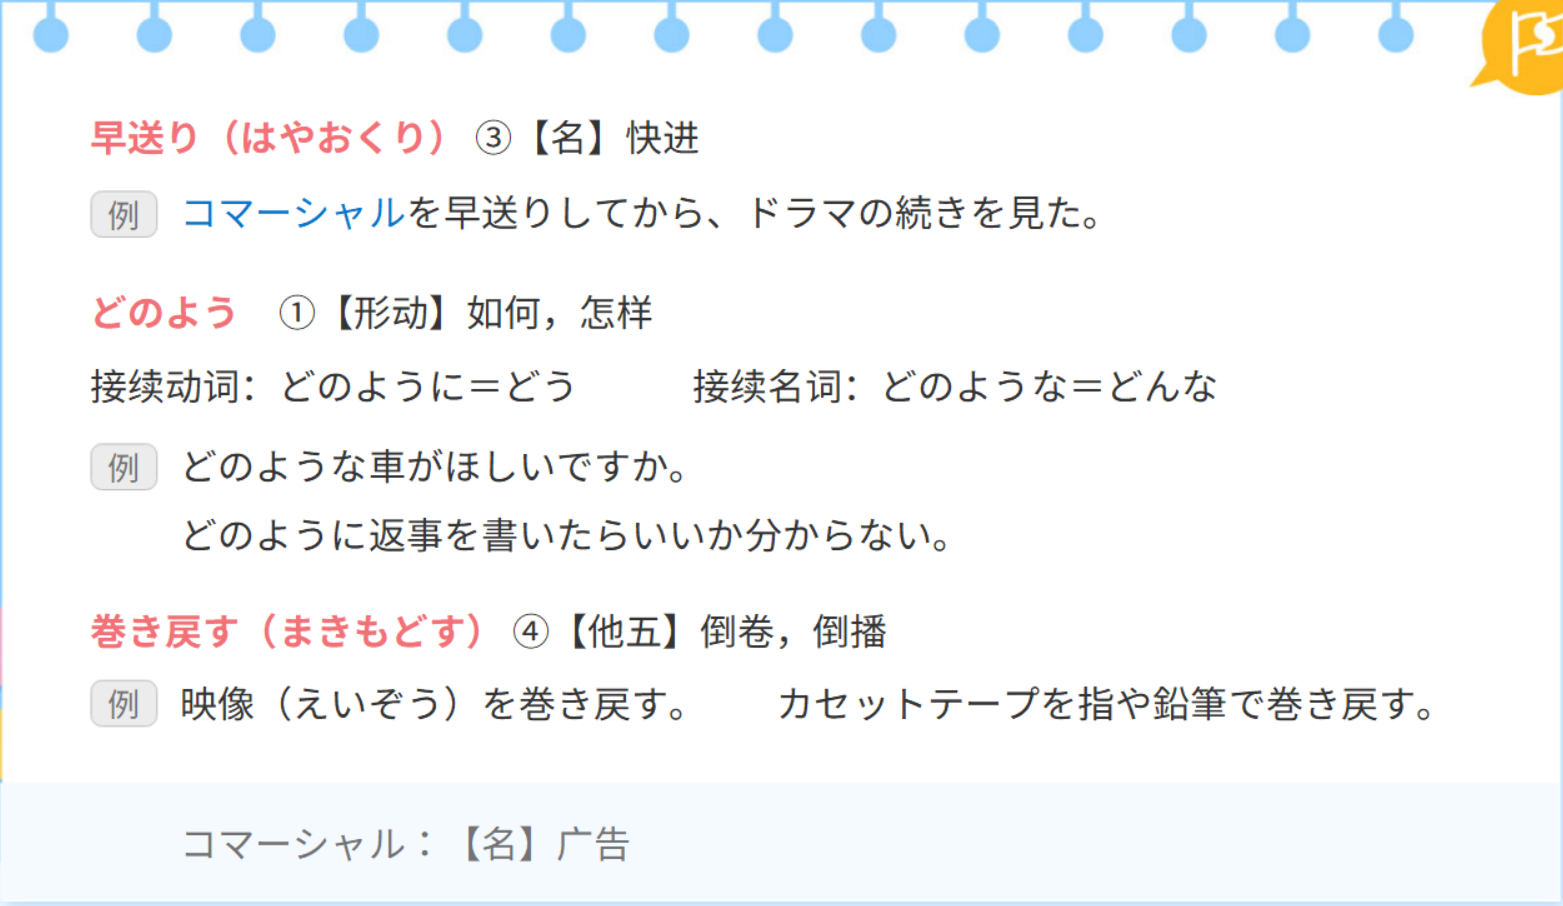 早送り（はやおくり） ③【名】快进
例 コマーシャルを早送りしてから、ドラマの続きを見た。
どのよう ①【形动】如何，怎样
接续动词：どのように＝どう 接续名词：どのような＝どんな
例 どのような車がほしいですか。
どのように返事を書いたらいいか分からない。
巻き戻す（まきもどす） ④【他五】倒卷，倒播
例 映像（えいぞう）を巻き戻す。 カセットテープを指や鉛筆で巻き戻す。
コマーシャル：【名】广告